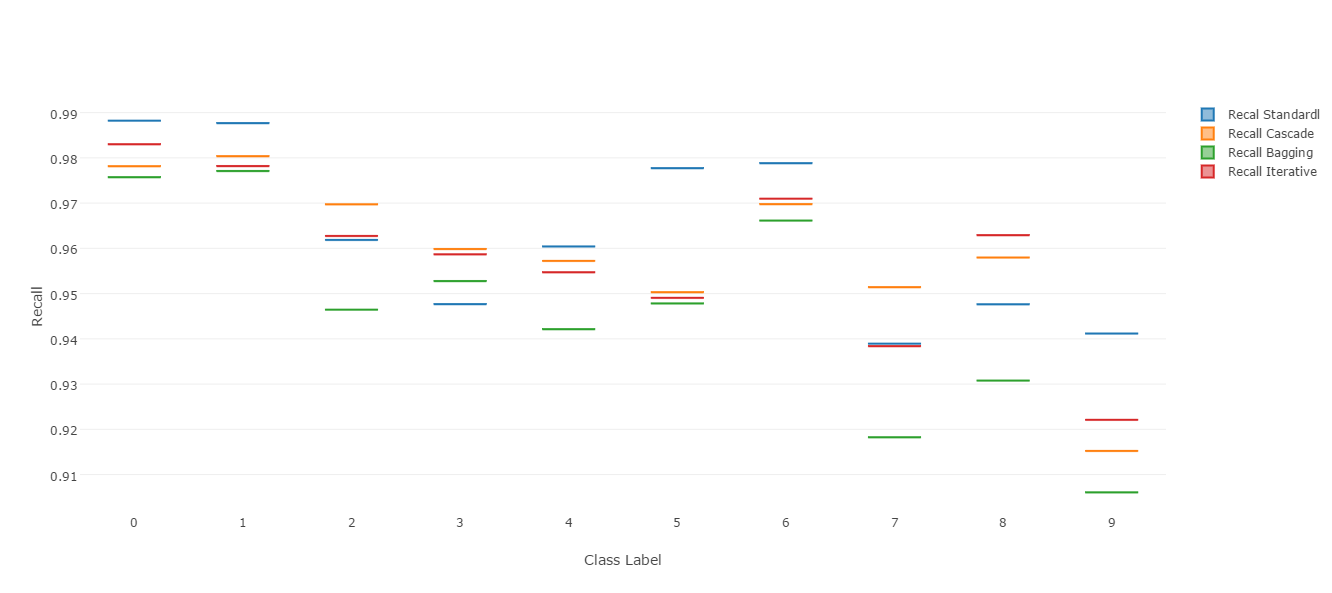 0.99
0.98
0.97
0.96
0.95
0.94
0.93
0.92
0.91
Recall
0 1 2 3 4 5 6 7 8 9
Class Label
Recal Standardl
Recall Cascade
Recall Bagging
Recall Iterative